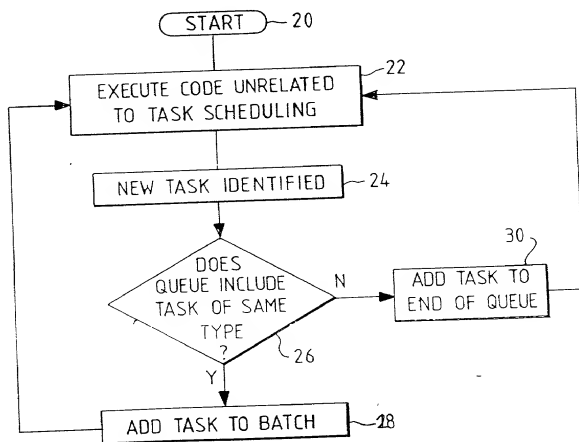 START
20
EXECUTE CODE UNRELATED
TO TASK SCHEDULING
22
NEW TASK IDENTIFIED
24
DOES
QUEUE INCLUDE
TASK OF SAME
TYPE
?
26
N
30
ADD TASK TO
END OF QUEUE
Y
ADD TASK TO BATCH
28